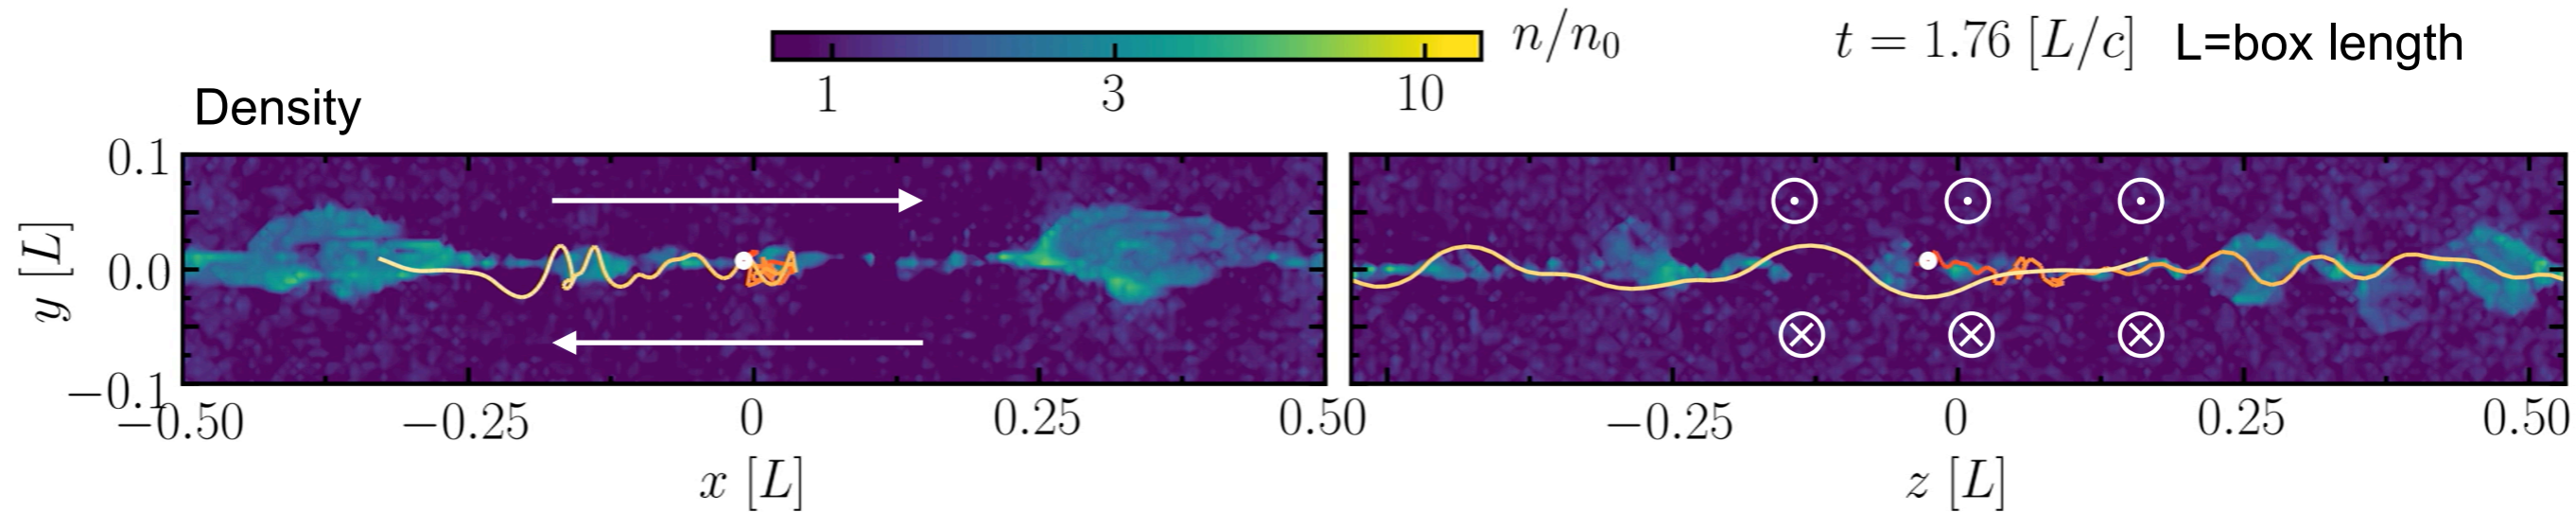 n/n₀ t = 1.76 [L/c] L=box length
1 3 10
Density
y [L]
0.1
0.0
−0.1
−0.50 −0.25 0 0.25 0.50 −0.25 0 0.25 0.50
x [L] z [L]